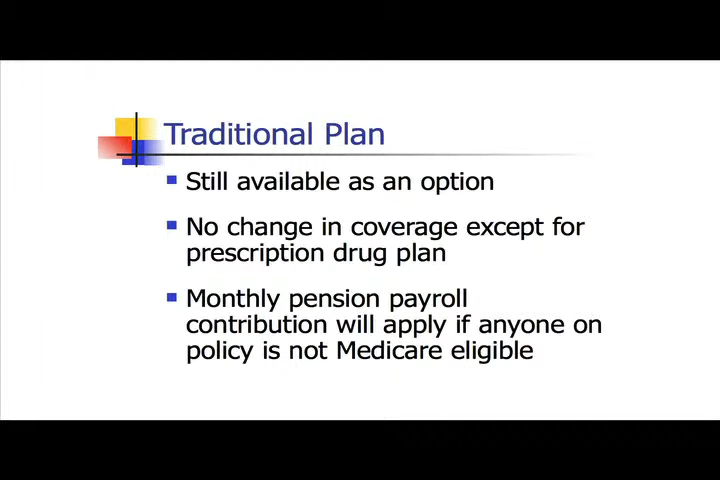 Traditional Plan
Still available as an option
No change in coverage except for
prescription drug plan
Monthly pension payroll
contribution will apply if anyone on
policy is not Medicare eligible